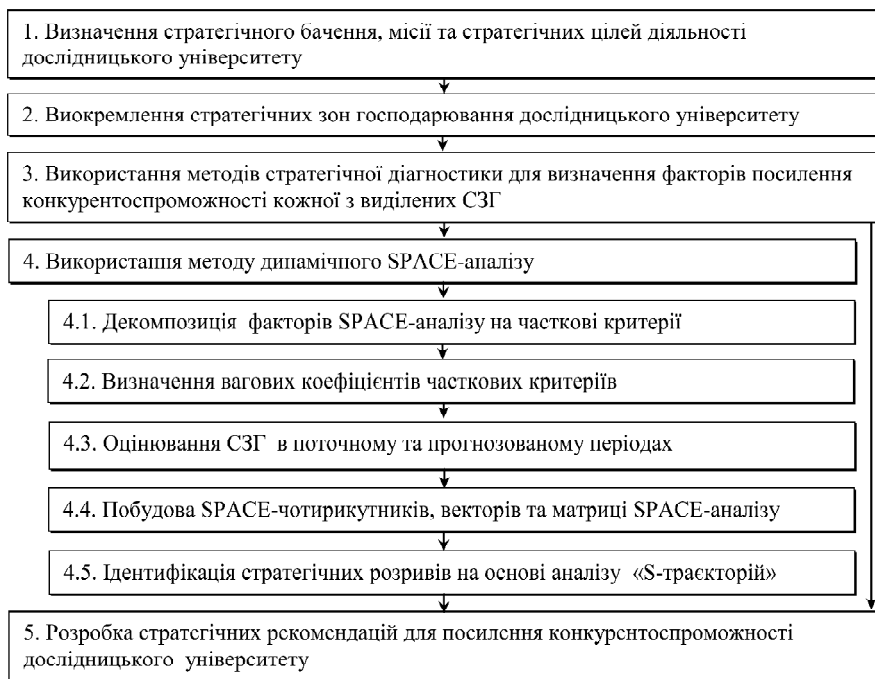 1. Визначення стратегічного бачення, місії та стратегічних цілей діяльності
дослідницького університету
2. Виокремлення стратегічних зон господарювання дослідницького університету
3. Використання методів стратегічної діагностики для визначення факторів посилення
конкурентоспроможності кожної з виділених СЗГ
4. Використання методу динамічного SPACE-аналізу
4.1. Декомпозиція факторів SPACE-аналізу на часткові критерії
4.2. Визначення вагових коефіцієнтів часткових критеріїв
4.3. Оцінювання СЗГ в поточному та прогнозованому періодах
4.4. Побудова SPACE-чотирикутників, векторів та матриці SPACE-аналізу
4.5. Ідентифікація стратегічних розривів на основі аналізу «S-траєкторій»
5. Розробка стратегічних рекомендацій для посилення конкурентоспроможності
дослідницького університету